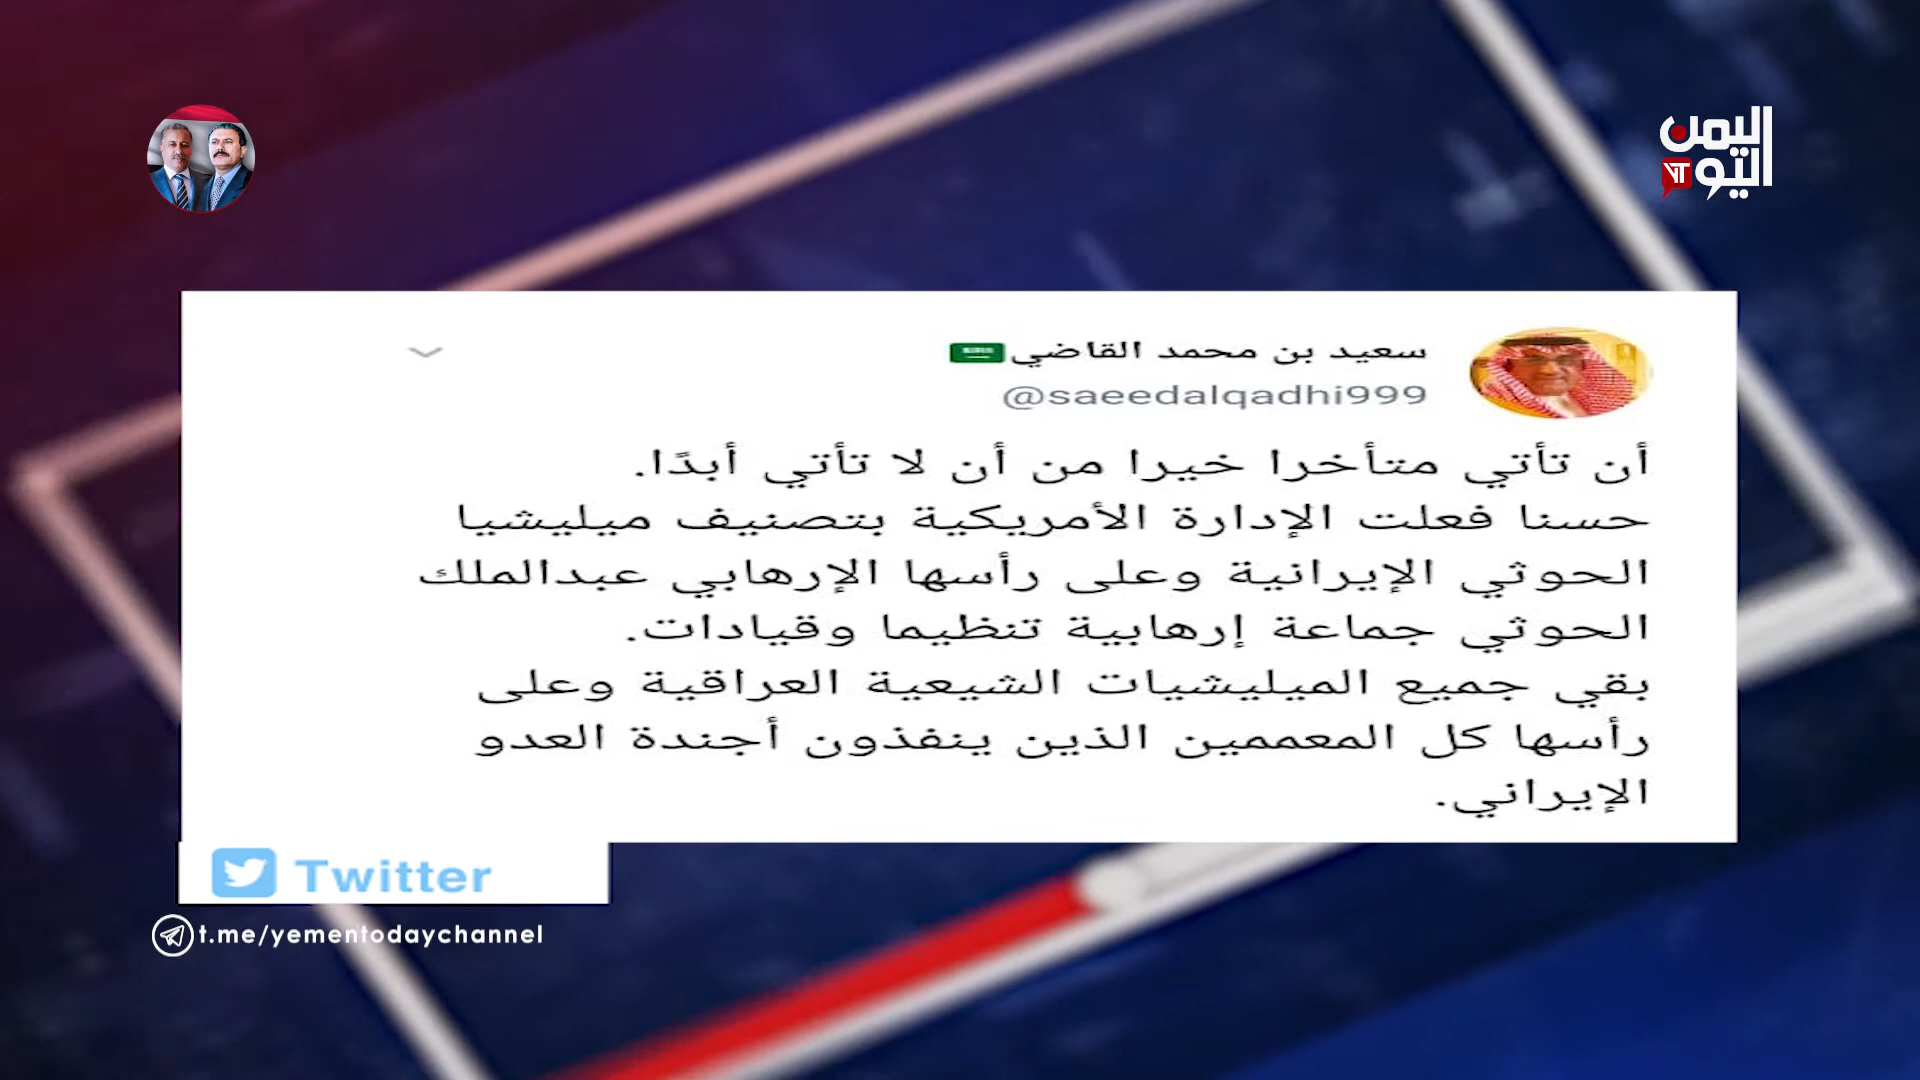 اليمن
اليوم
YT
سعيد بن محمد القاضي
@saeedalqadhi999
أن تأتي متأخرا خيرا من أن لا تأتي أبدًا.
حسنا فعلت الإدارة الأمريكية بتصنيف ميليشيا
الحوثي الإيرانية وعلى رأسها الإرهابي عبدالملك
الحوثي جماعة إرهابية تنظيما وقيادات.
بقي جميع الميليشيات الشيعية العراقية وعلى
رأسها كل المعممين الذين ينفذون أجندة العدو
الإيراني.
Twitter
t.me/yementodaychannel